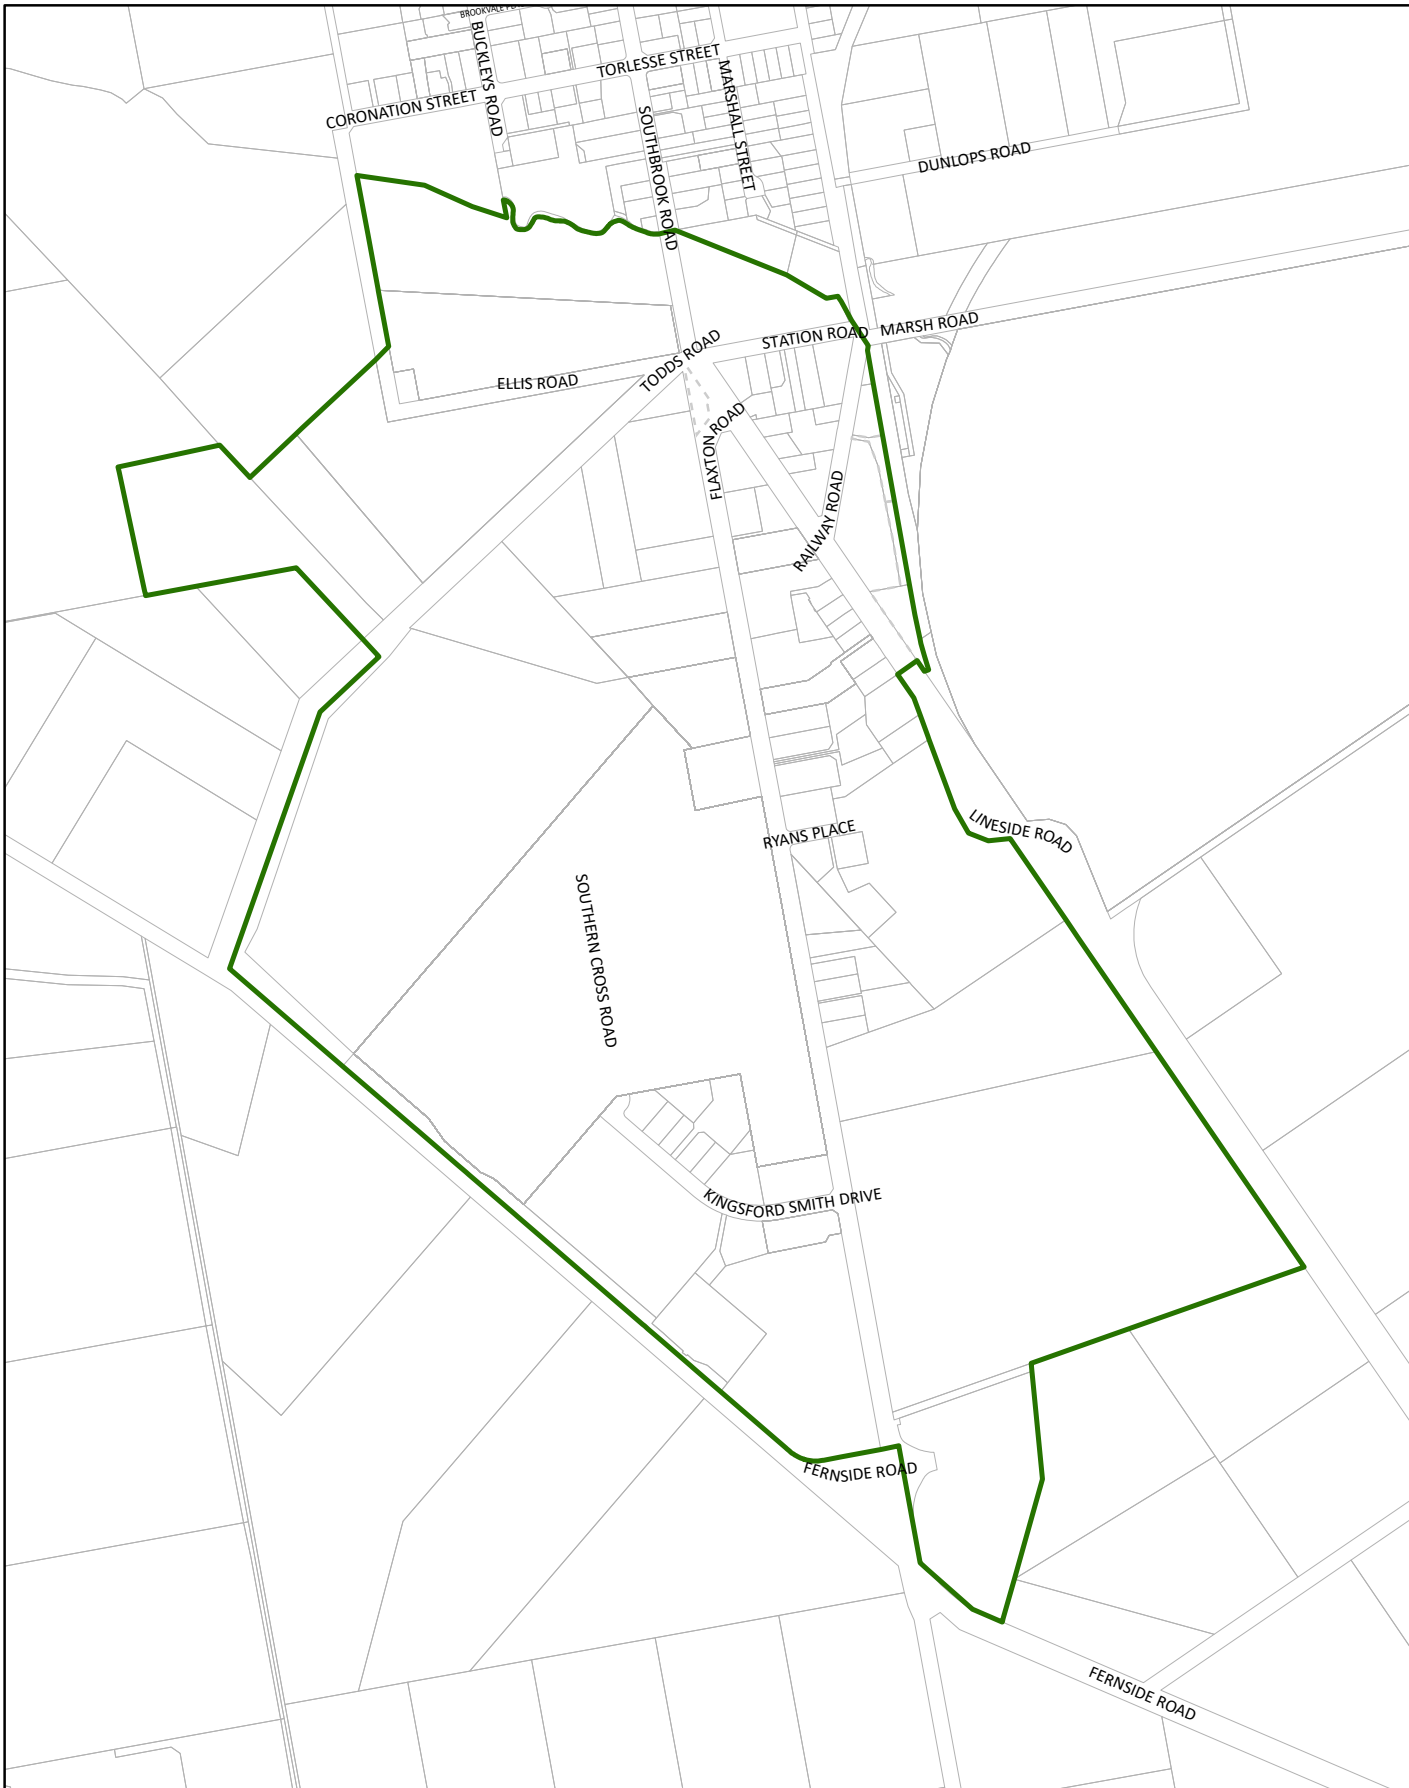 BROOKVALE
BUCKLEYS ROAD
TORLESSE STREET
CORONATION STREET
MARSHALL STREET
SOUTHBROOK ROAD
DUNLOPS ROAD
STATION ROAD
MARSH ROAD
TODDS ROAD
ELLIS ROAD
FLAXTON ROAD
RAILWAY ROAD
LINESIDE ROAD
RYANS PLACE
SOUTHERN CROSS ROAD
KINGSFORD SMITH DRIVE
FERNSIDE ROAD
FERNSIDE ROAD